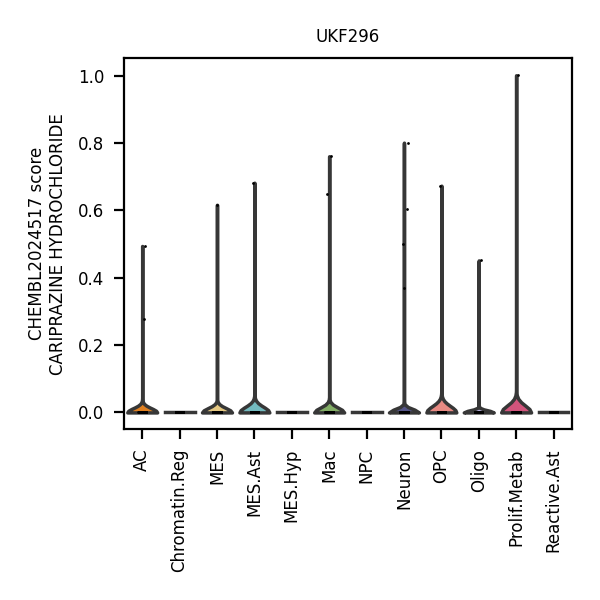 UKF296
CHEMBL2024517 score
CARIPRAZINE HYDROCHLORIDE
1.0
0.8
0.6
0.4
0.2
0.0
AC
Chromatin.Reg
MES
MES.Ast
MES.Hyp
Mac
NPC
Neuron
OPC
Oligo
Prolif.Metab
Reactive.Ast